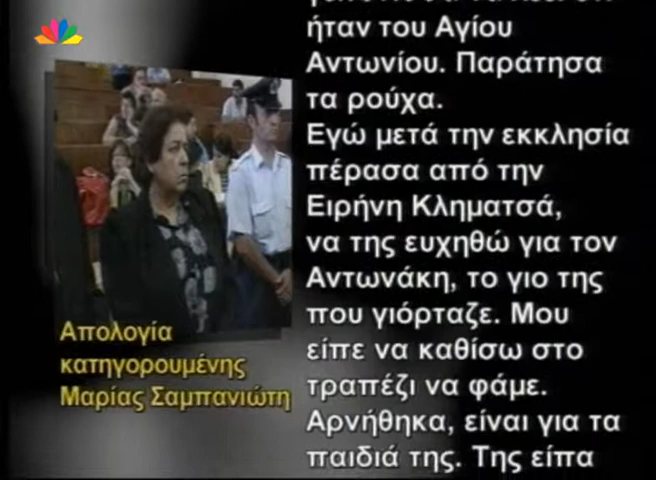 ήταν του Αγίου
Αντωνίου. Παράτησα
τα ρούχα.
Εγώ μετά την εκκλησία
πέρασα από την
Ειρήνη Κληματσά,
να της ευχηθώ για τον
Αντωνάκη, το γιο της
που γιόρταζε. Μου
είπε να καθίσω στο
τραπέζι να φάμε.
Αρνήθηκα, είναι για τα
παιδιά της. Της είπα
Απολογία
κατηγορουμένης
Μαρίας Σαμπανιώτη